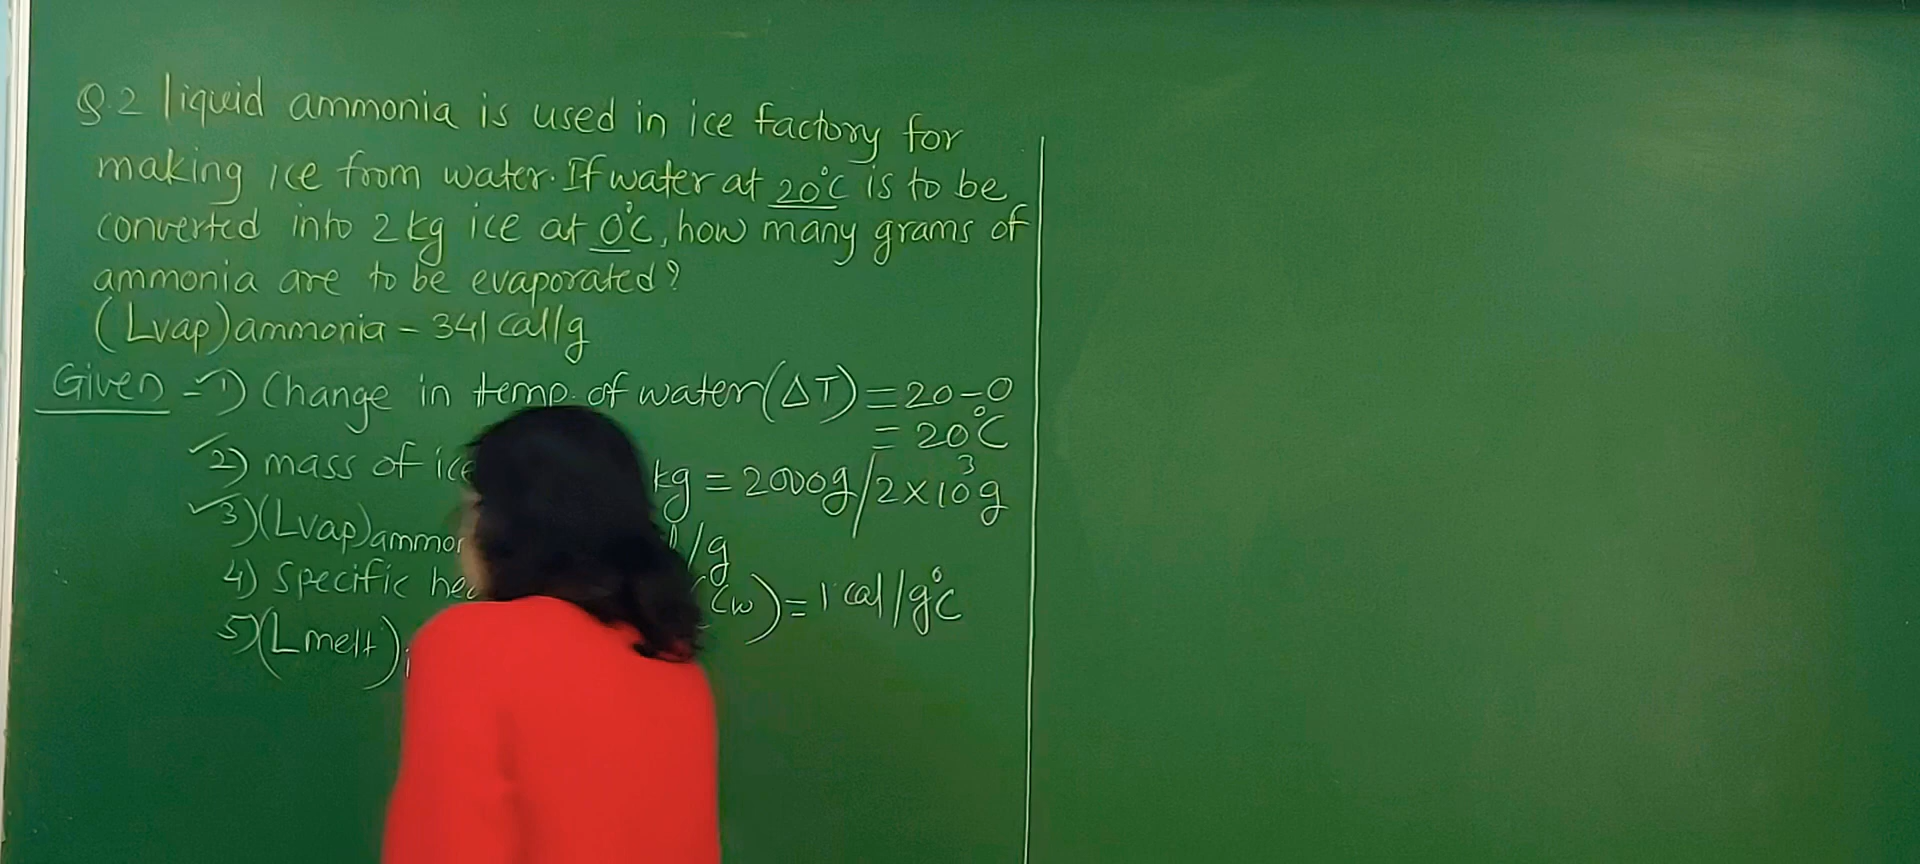 Q.2 liquid ammonia is used in ice factory for
making ice from water. If water at 20°C is to be
converted into 2 kg ice at 0°C, how many grams of
ammonia are to be evaporated?
(Lvap)ammonia - 341 cal/g
Given - 1) Change in temp. of water (ΔT) = 20-0
= 20°C
2) mass of ice kg = 2000g/2×10³g
3) (Lvap) /g
4) Specific (Cw) = 1 cal/g°C
5) (Lmelt)